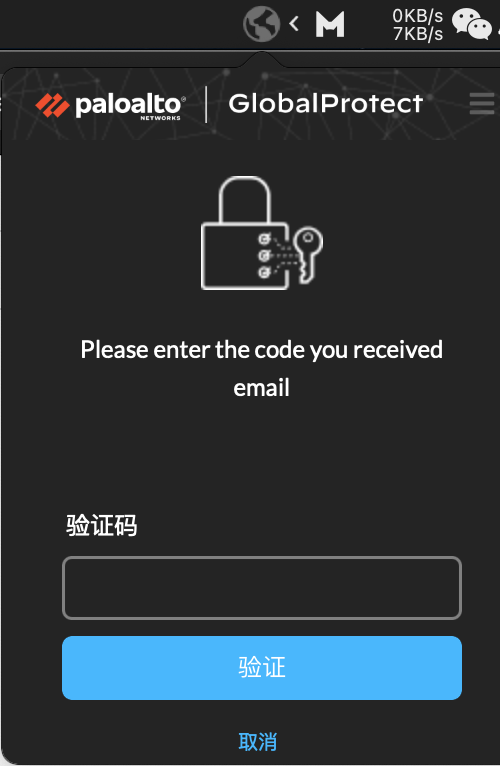 0KB/s
7KB/s
paloalto® GlobalProtect
NETWORKS
Please enter the code you received
email
验证码
验证
取消